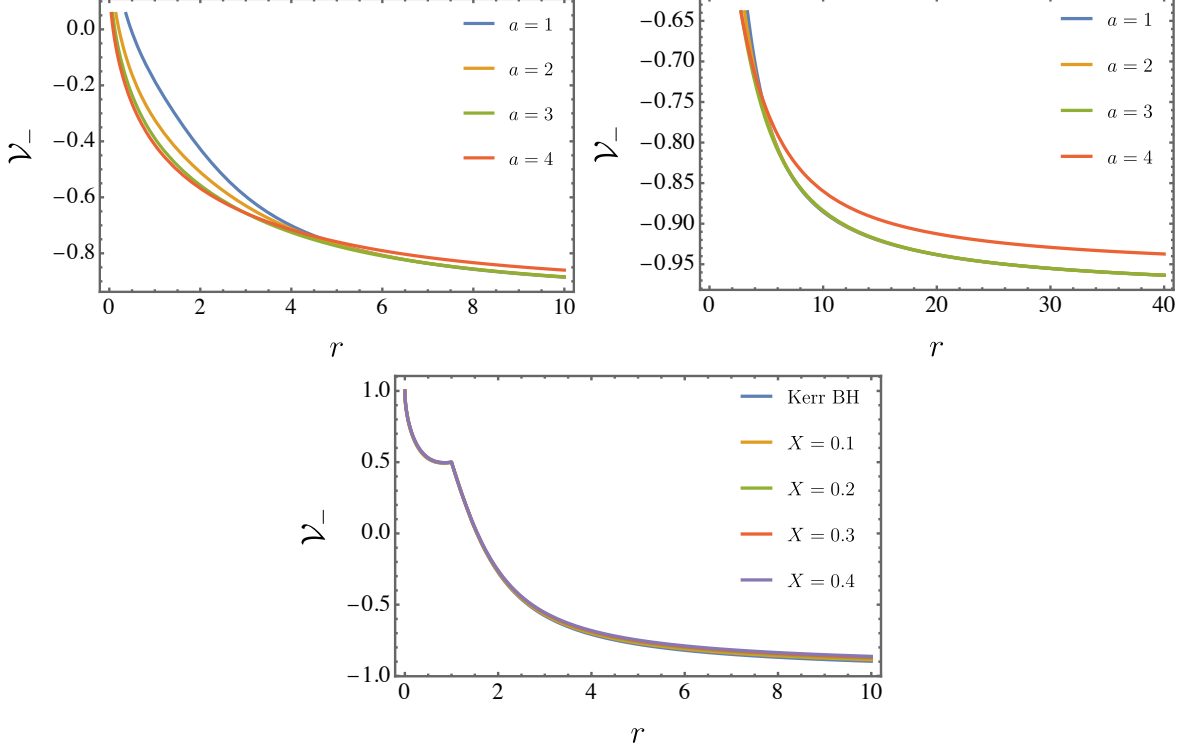 0.0
−0.2
−0.4
−0.6
−0.8
𝒱₋
0 2 4 6 8 10
r
a = 1
a = 2
a = 3
a = 4
−0.65
−0.70
−0.75
−0.80
−0.85
−0.90
−0.95
𝒱₋
0 10 20 30 40
r
a = 1
a = 2
a = 3
a = 4
1.0
0.5
0.0
−0.5
−1.0
𝒱₋
0 2 4 6 8 10
r
Kerr BH
X = 0.1
X = 0.2
X = 0.3
X = 0.4